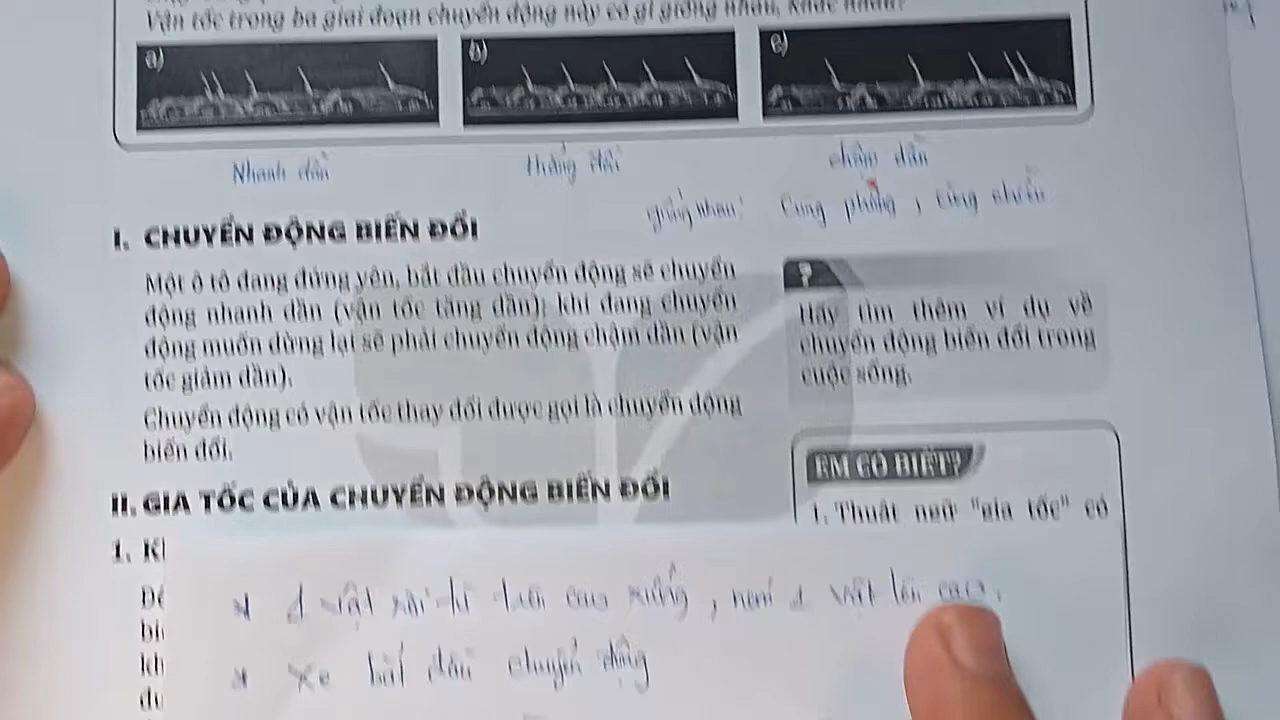 Vận tốc trong ba giai đoạn chuyển động này có gì giống nhau, khác nhau?
a) b) c)
Nhanh dần thẳng đều chậm dần
giống nhau: Cùng phương, cùng chiều
I. CHUYỂN ĐỘNG BIẾN ĐỔI
Một ô tô đang đứng yên, bắt đầu chuyển động sẽ chuyển
động nhanh dần (vận tốc tăng dần); khi đang chuyển
động muốn dừng lại sẽ phải chuyển động chậm dần (vận
tốc giảm dần).
Chuyển động có vận tốc thay đổi được gọi là chuyển động
biến đổi.
?
Hãy tìm thêm ví dụ về
chuyển động biến đổi trong
cuộc sống.
II. GIA TỐC CỦA CHUYỂN ĐỘNG BIẾN ĐỔI
EM CÓ BIẾT?
1. Thuật ngữ "gia tốc" có
1. K
* 1 vật rơi từ trên cao xuống, ném 1 vật lên cao.
* Xe bắt đầu chuyển động